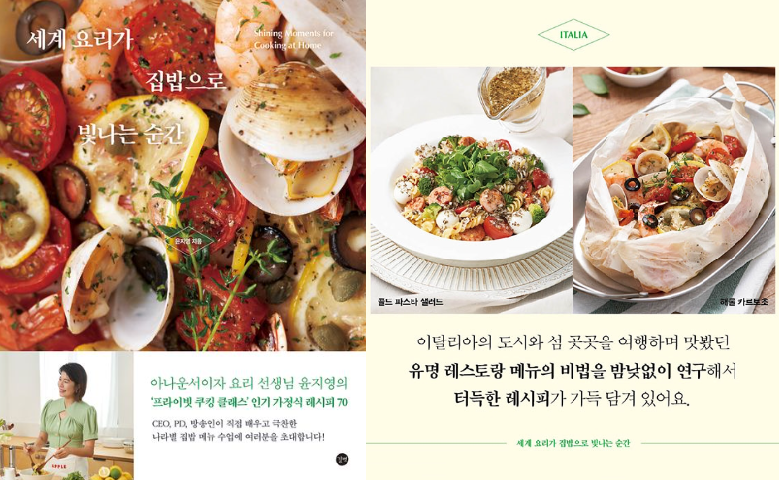 세계 요리가
Shining Moments for
Cooking at Home
집밥으로
빛나는 순간
윤지영 지음
아나운서이자 요리 선생님 윤지영의
'프라이빗 쿠킹 클래스' 인기 가정식 레시피 70
CEO, PD, 방송인이 직접 배우고 극찬한
나라별 집밥 메뉴 수업에 여러분을 초대합니다!
APPLE
길벗
ITALIA
콜드 파스타 샐러드
해물 카르토초
이탈리아의 도시와 섬 곳곳을 여행하며 맛봤던
유명 레스토랑 메뉴의 비법을 밤낮없이 연구해서
터득한 레시피가 가득 담겨 있어요.
세계 요리가 집밥으로 빛나는 순간